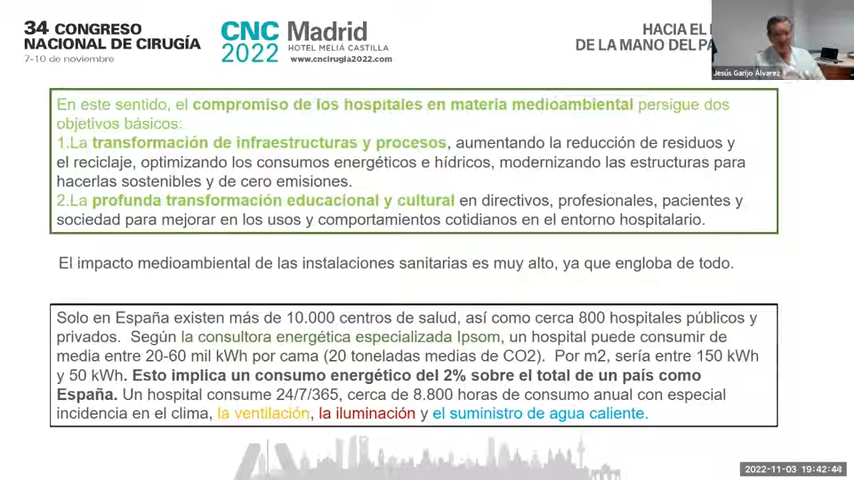 34 CONGRESO
NACIONAL DE CIRUGÍA
7-10 de noviembre
CNC Madrid
2022 HOTEL MELIÁ CASTILLA
www.cncirugia2022.com
HACIA EL
DE LA MANO DEL
Jesús Garijo Álvarez
En este sentido, el compromiso de los hospitales en materia medioambiental persigue dos
objetivos básicos:
1.La transformación de infraestructuras y procesos, aumentando la reducción de residuos y
el reciclaje, optimizando los consumos energéticos e hídricos, modernizando las estructuras para
hacerlas sostenibles y de cero emisiones.
2.La profunda transformación educacional y cultural en directivos, profesionales, pacientes y
sociedad para mejorar en los usos y comportamientos cotidianos en el entorno hospitalario.
El impacto medioambiental de las instalaciones sanitarias es muy alto, ya que engloba de todo.
Solo en España existen más de 10.000 centros de salud, así como cerca 800 hospitales públicos y
privados. Según la consultora energética especializada Ipsom, un hospital puede consumir de
media entre 20-60 mil kWh por cama (20 toneladas medias de CO2). Por m2, sería entre 150 kWh
y 50 kWh. Esto implica un consumo energético del 2% sobre el total de un país como
España. Un hospital consume 24/7/365, cerca de 8.800 horas de consumo anual con especial
incidencia en el clima, la ventilación, la iluminación y el suministro de agua caliente.
2022-11-03 19:42:44